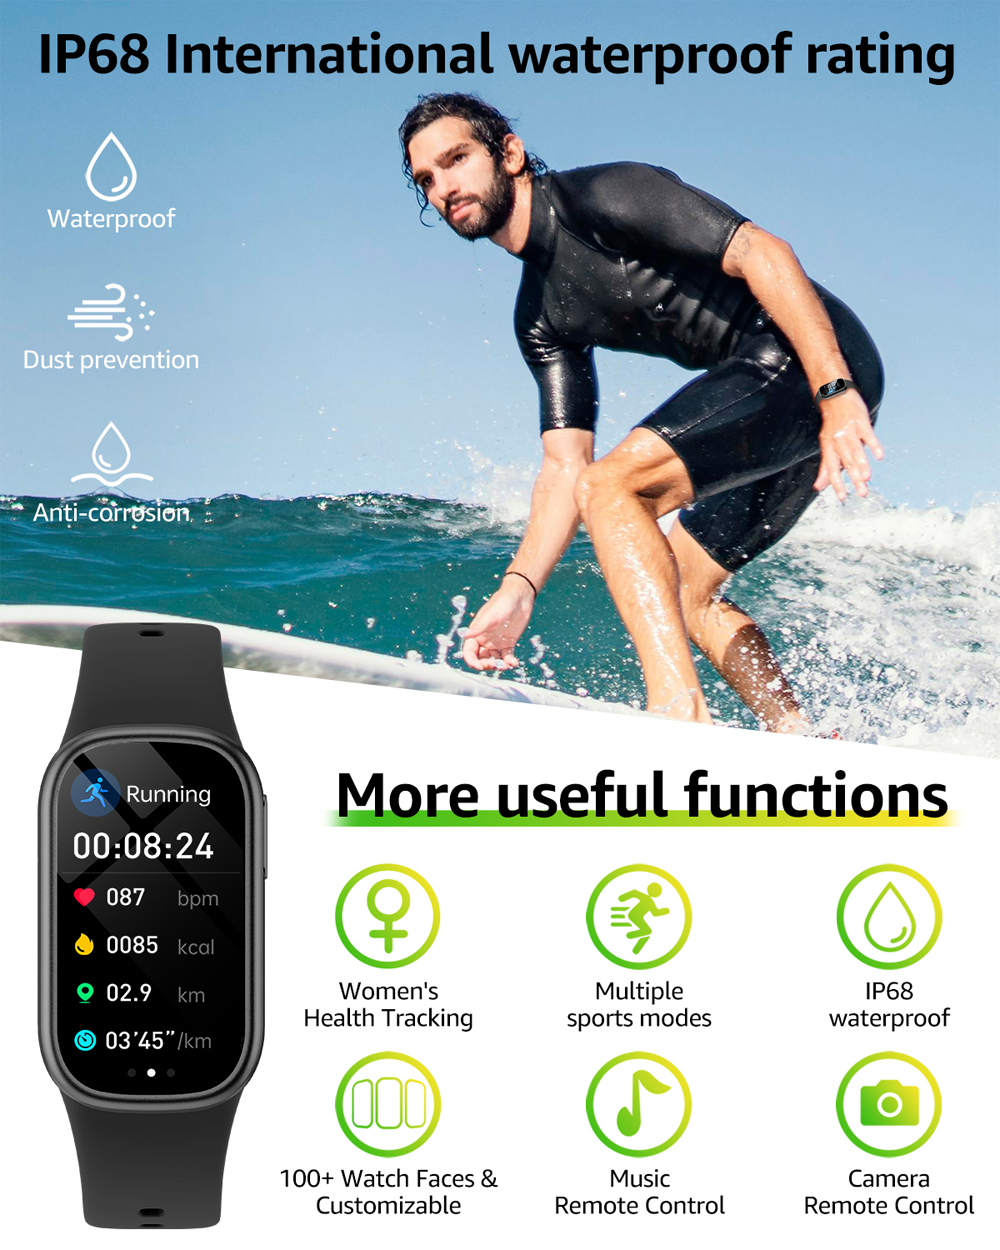 IP68 International waterproof rating
Waterproof
Dust prevention
Anti-corrosion
Running
00:08:24
087 bpm
0085 kcal
02.9 km
03'45"/km
More useful functions
Women's
Health Tracking
Multiple
sports modes
IP68
waterproof
100+ Watch Faces &
Customizable
Music
Remote Control
Camera
Remote Control